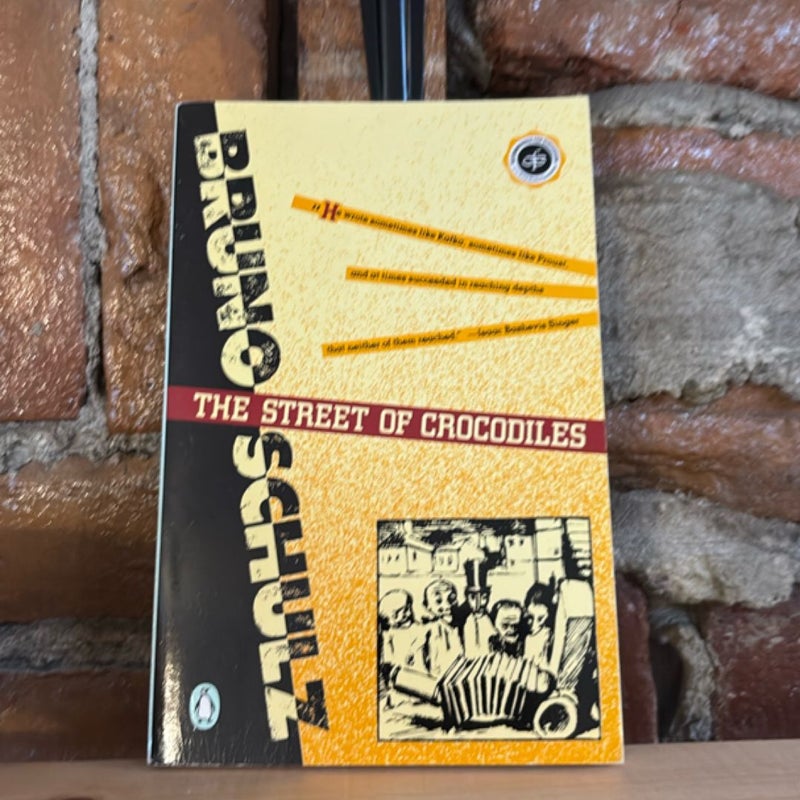 BRUNO SCHULZ
"He wrote sometimes like Kafka, sometimes like Proust,
and at times succeeded in reaching depths
that neither of them reached." —Isaac Bashevis Singer
THE STREET OF CROCODILES